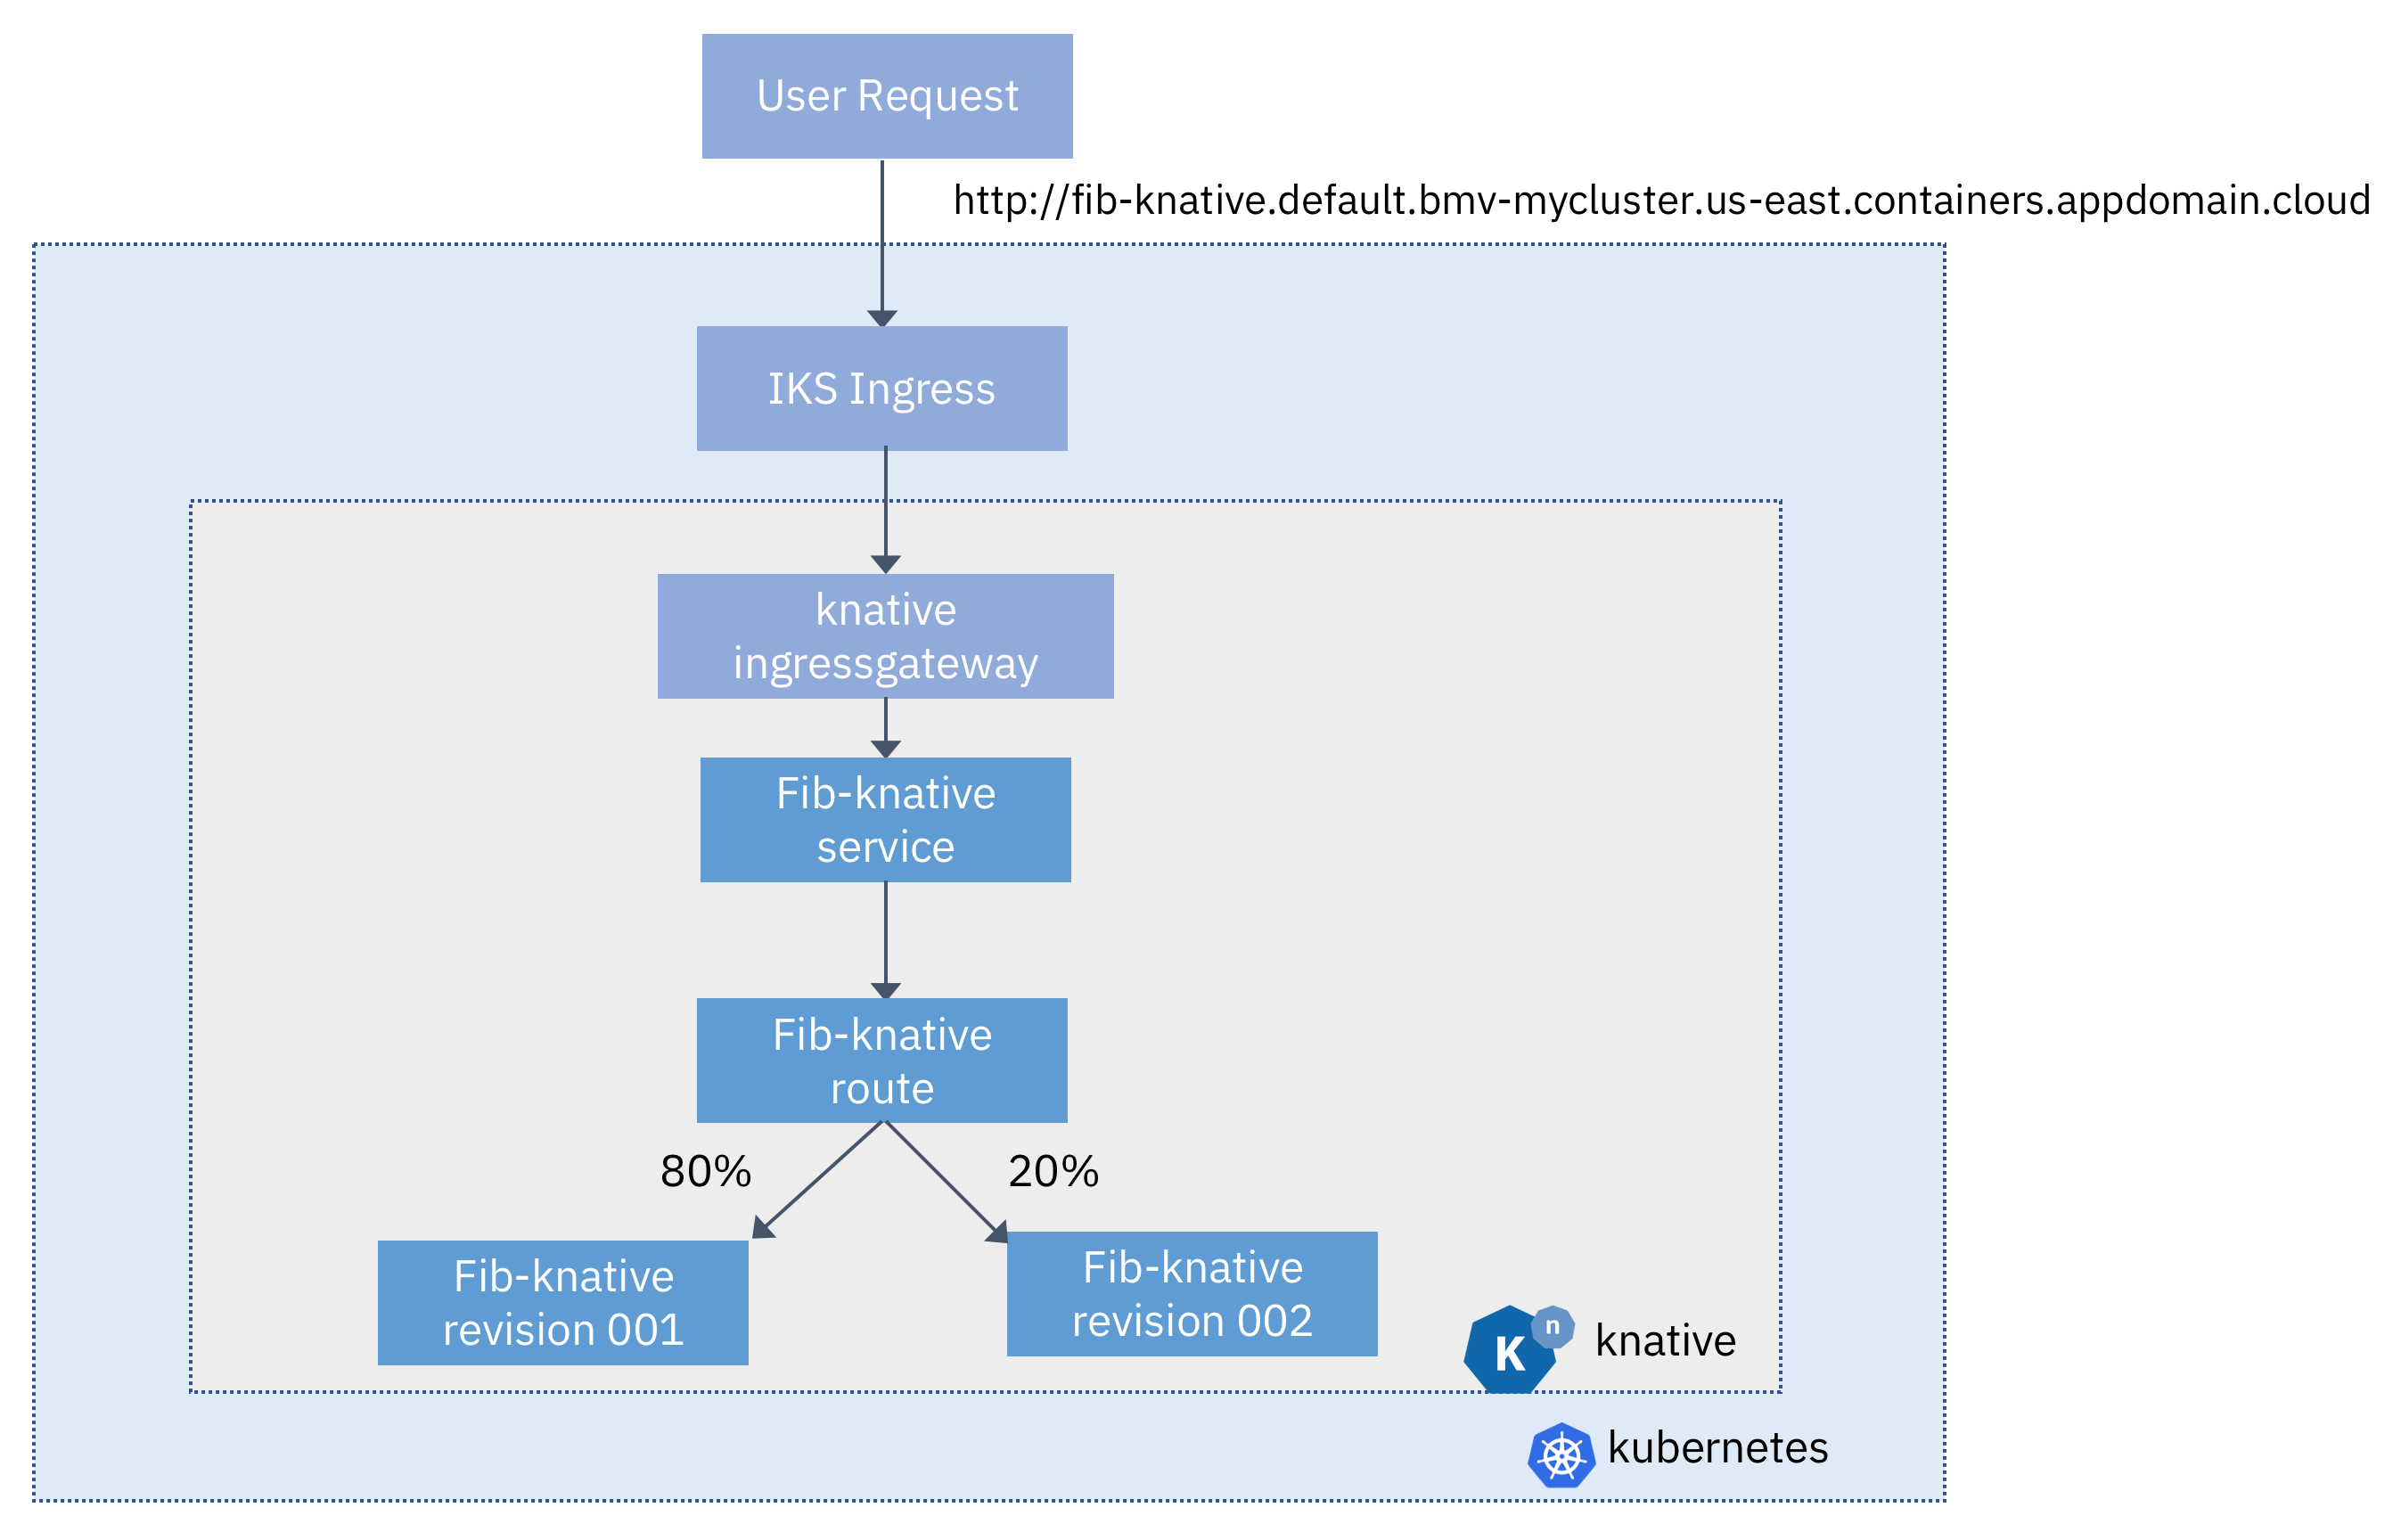 User Request
http://fib-knative.default.bmv-mycluster.us-east.containers.appdomain.cloud
IKS Ingress
knative
ingressgateway
Fib-knative
service
Fib-knative
route
80%
20%
Fib-knative
revision 001
Fib-knative
revision 002
K
n
knative
kubernetes